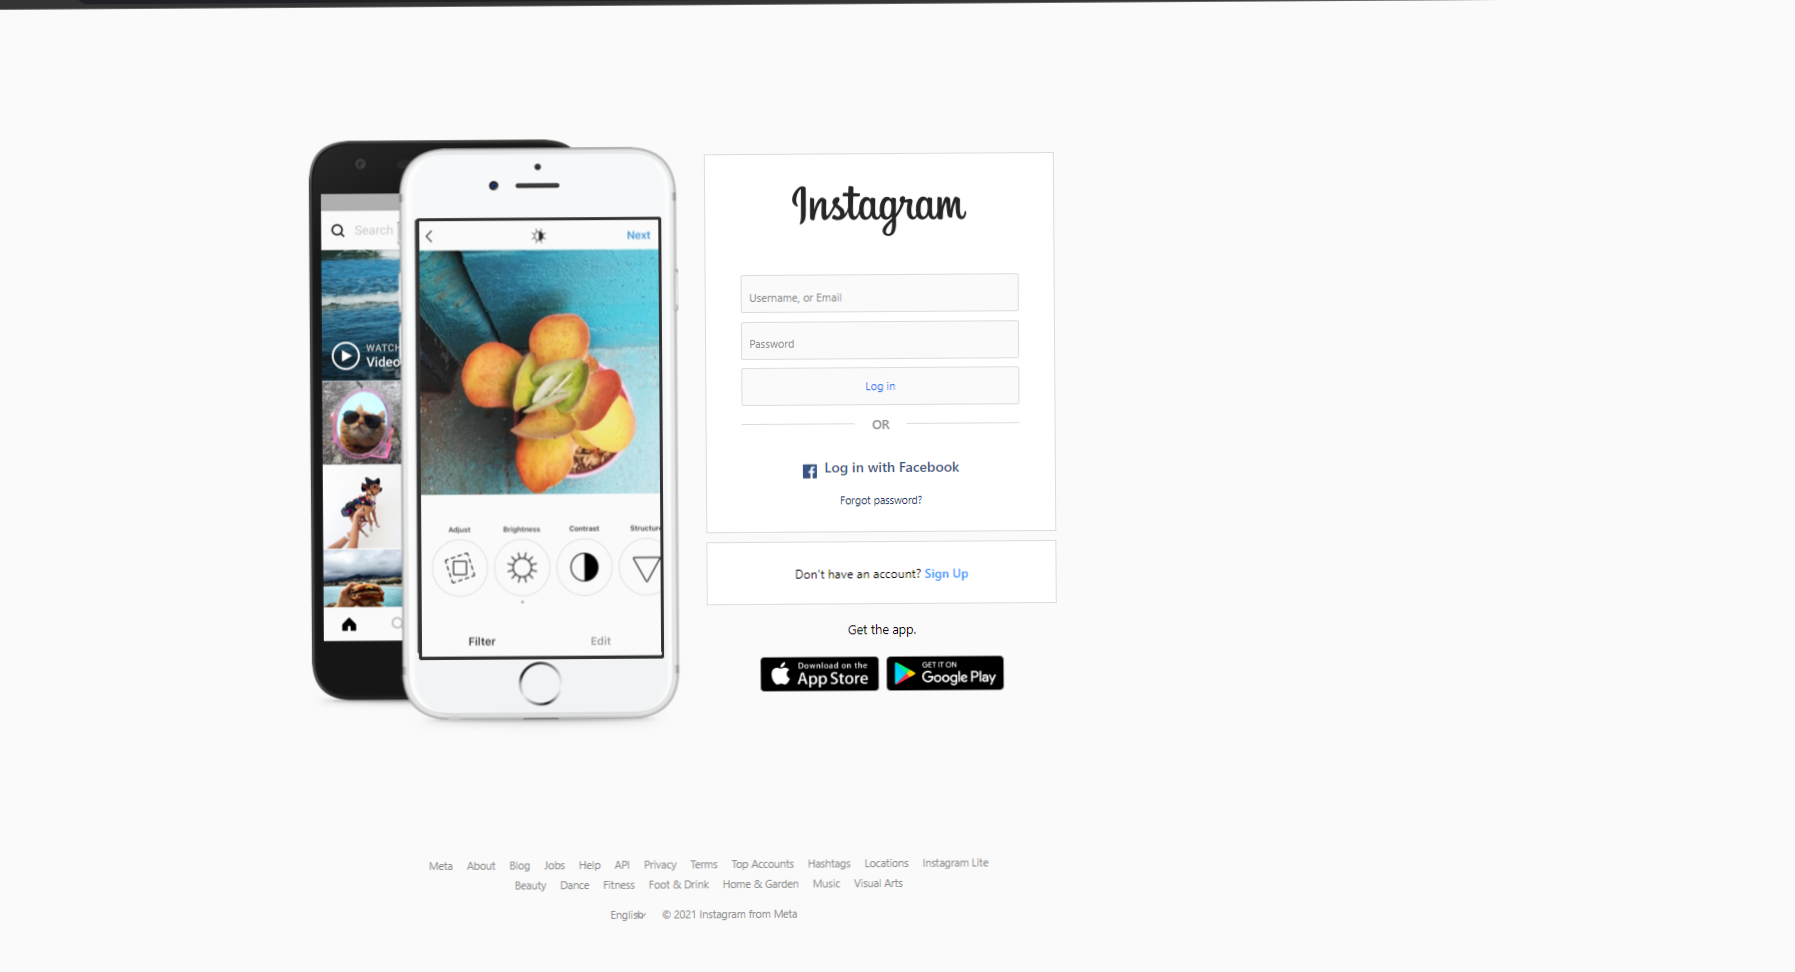 Search
WATCH
Video
Next
Adjust
Brightness
Contrast
Structure
Filter
Edit
Instagram
Username, or Email
Password
Log in
OR
Log in with Facebook
Forgot password?
Don't have an account? Sign Up
Get the app.
Download on the
App Store
GET IT ON
Google Play
Meta About Blog Jobs Help API Privacy Terms Top Accounts Hashtags Locations Instagram Lite
Beauty Dance Fitness Foot & Drink Home & Garden Music Visual Arts
English © 2021 Instagram from Meta